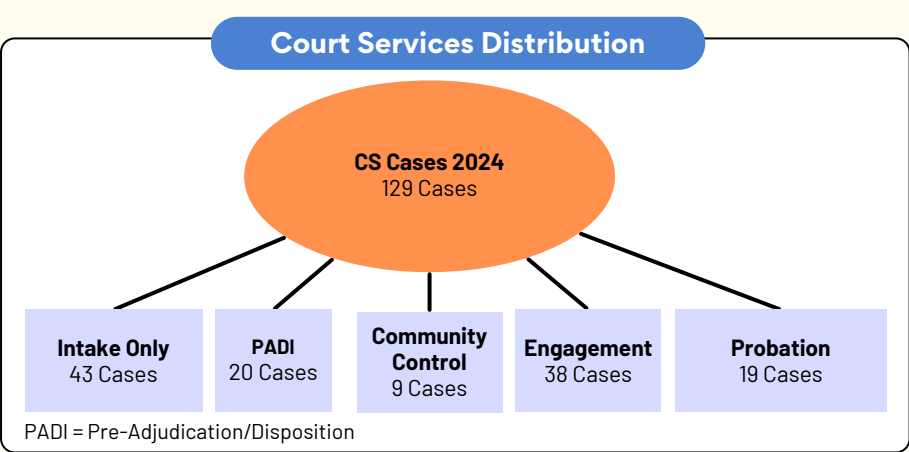 Court Services Distribution
CS Cases 2024
129 Cases
Intake Only
43 Cases
PADI
20 Cases
Community
Control
9 Cases
Engagement
38 Cases
Probation
19 Cases
PADI = Pre-Adjudication/Disposition